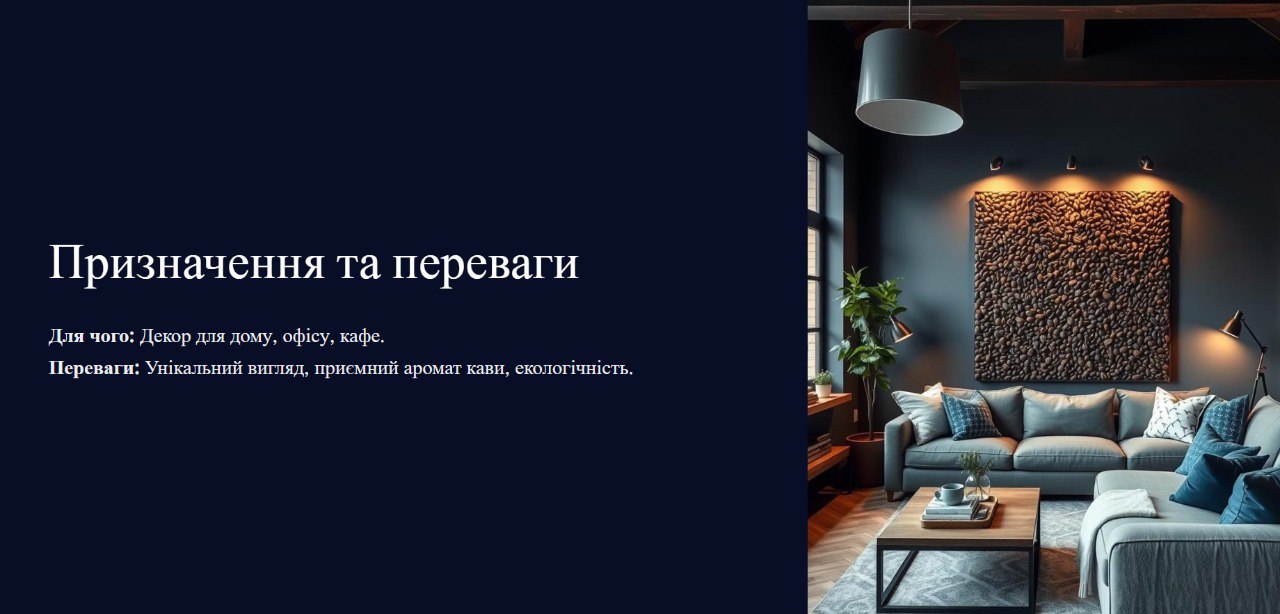 Призначення та переваги
Для чого: Декор для дому, офісу, кафе.
Переваги: Унікальний вигляд, приємний аромат кави, екологічність.